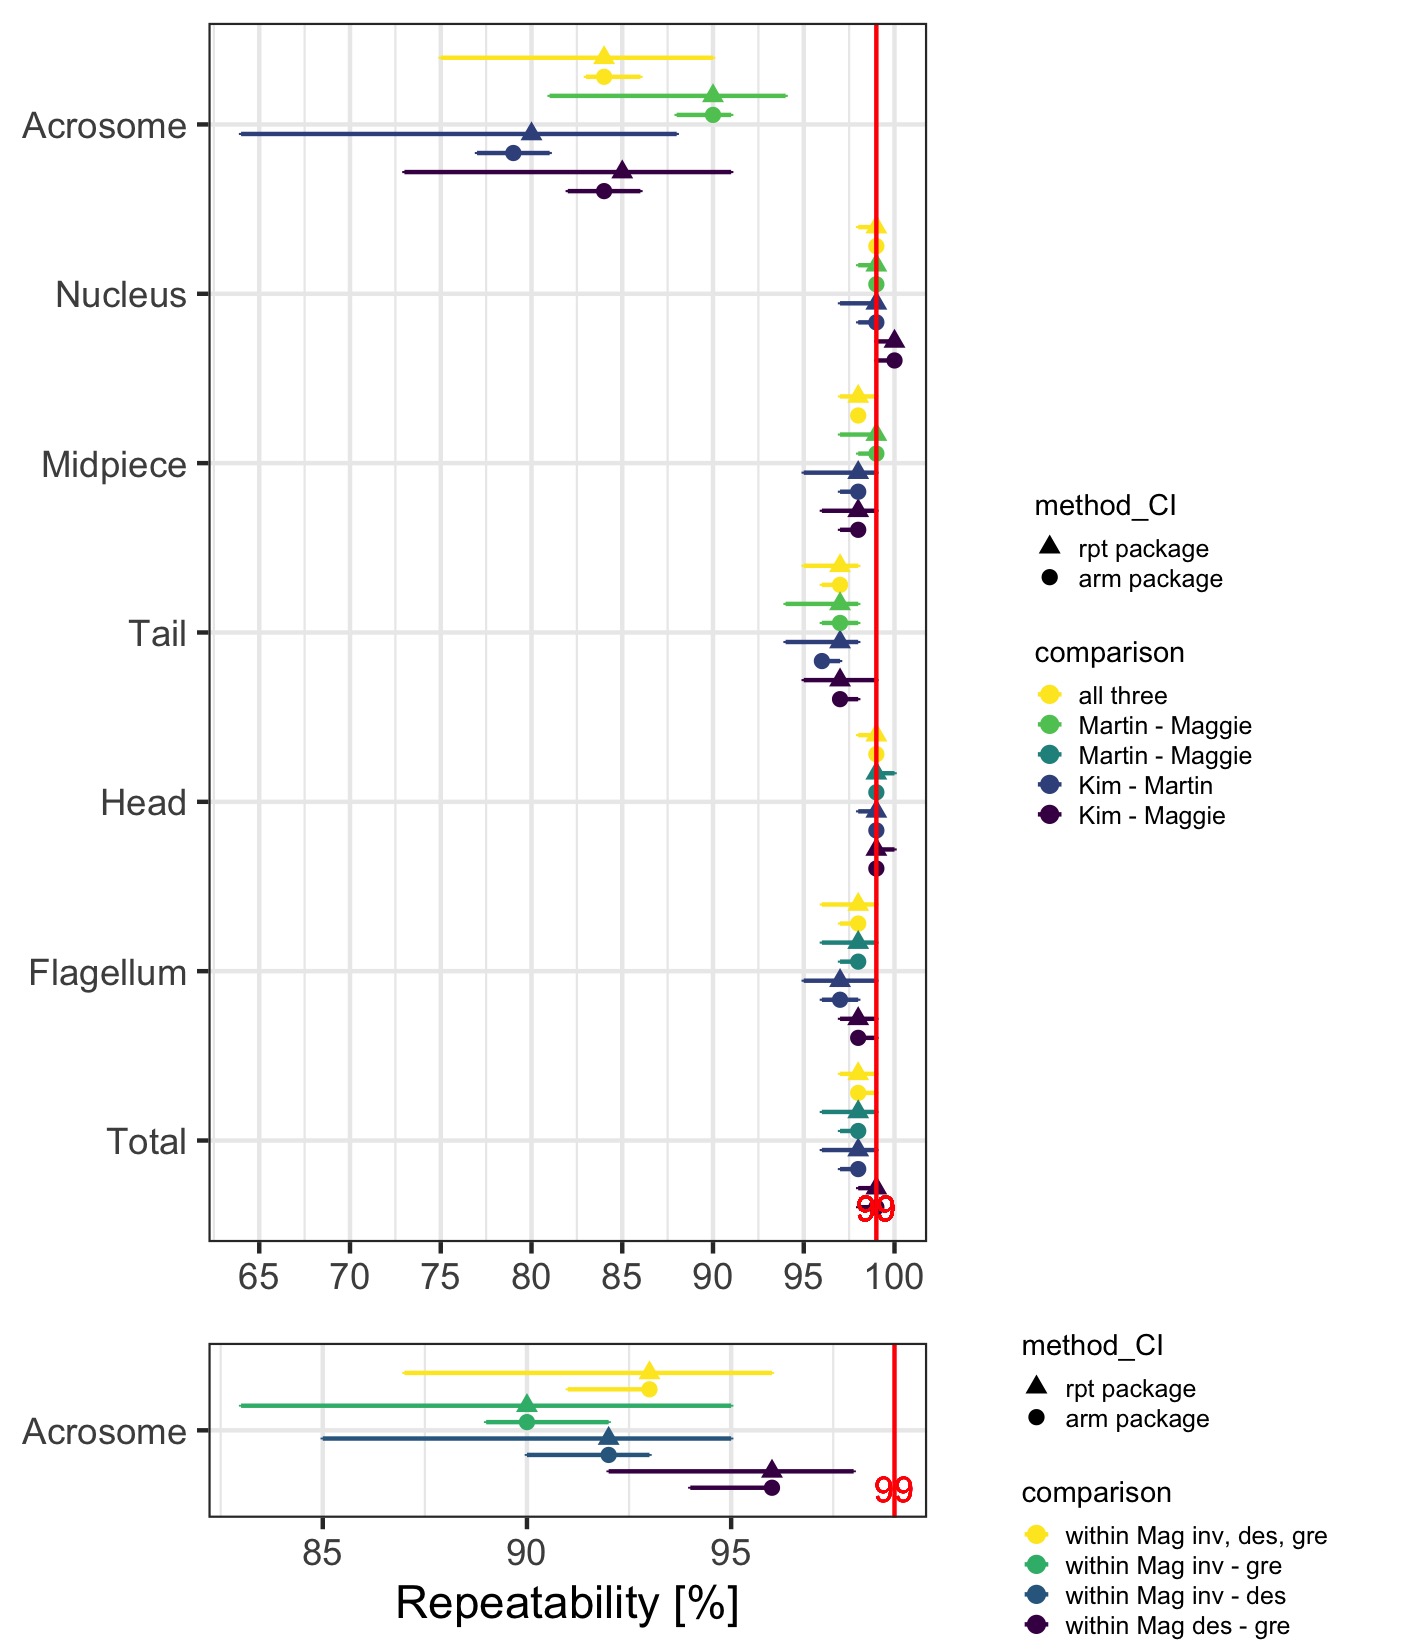 Acrosome
Nucleus
Midpiece
Tail
Head
Flagellum
Total
99
65 70 75 80 85 90 95 100
method_CI
rpt package
arm package
comparison
all three
Martin - Maggie
Martin - Maggie
Kim - Martin
Kim - Maggie
Acrosome
99
85 90 95
Repeatability [%]
method_CI
rpt package
arm package
comparison
within Mag inv, des, gre
within Mag inv - gre
within Mag inv - des
within Mag des - gre